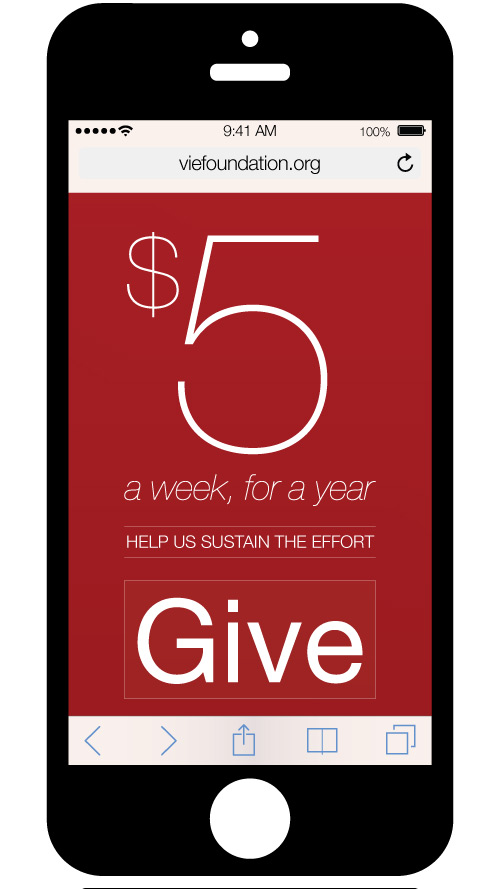 9:41 AM 100%
viefoundation.org
$5
a week, for a year
HELP US SUSTAIN THE EFFORT
Give